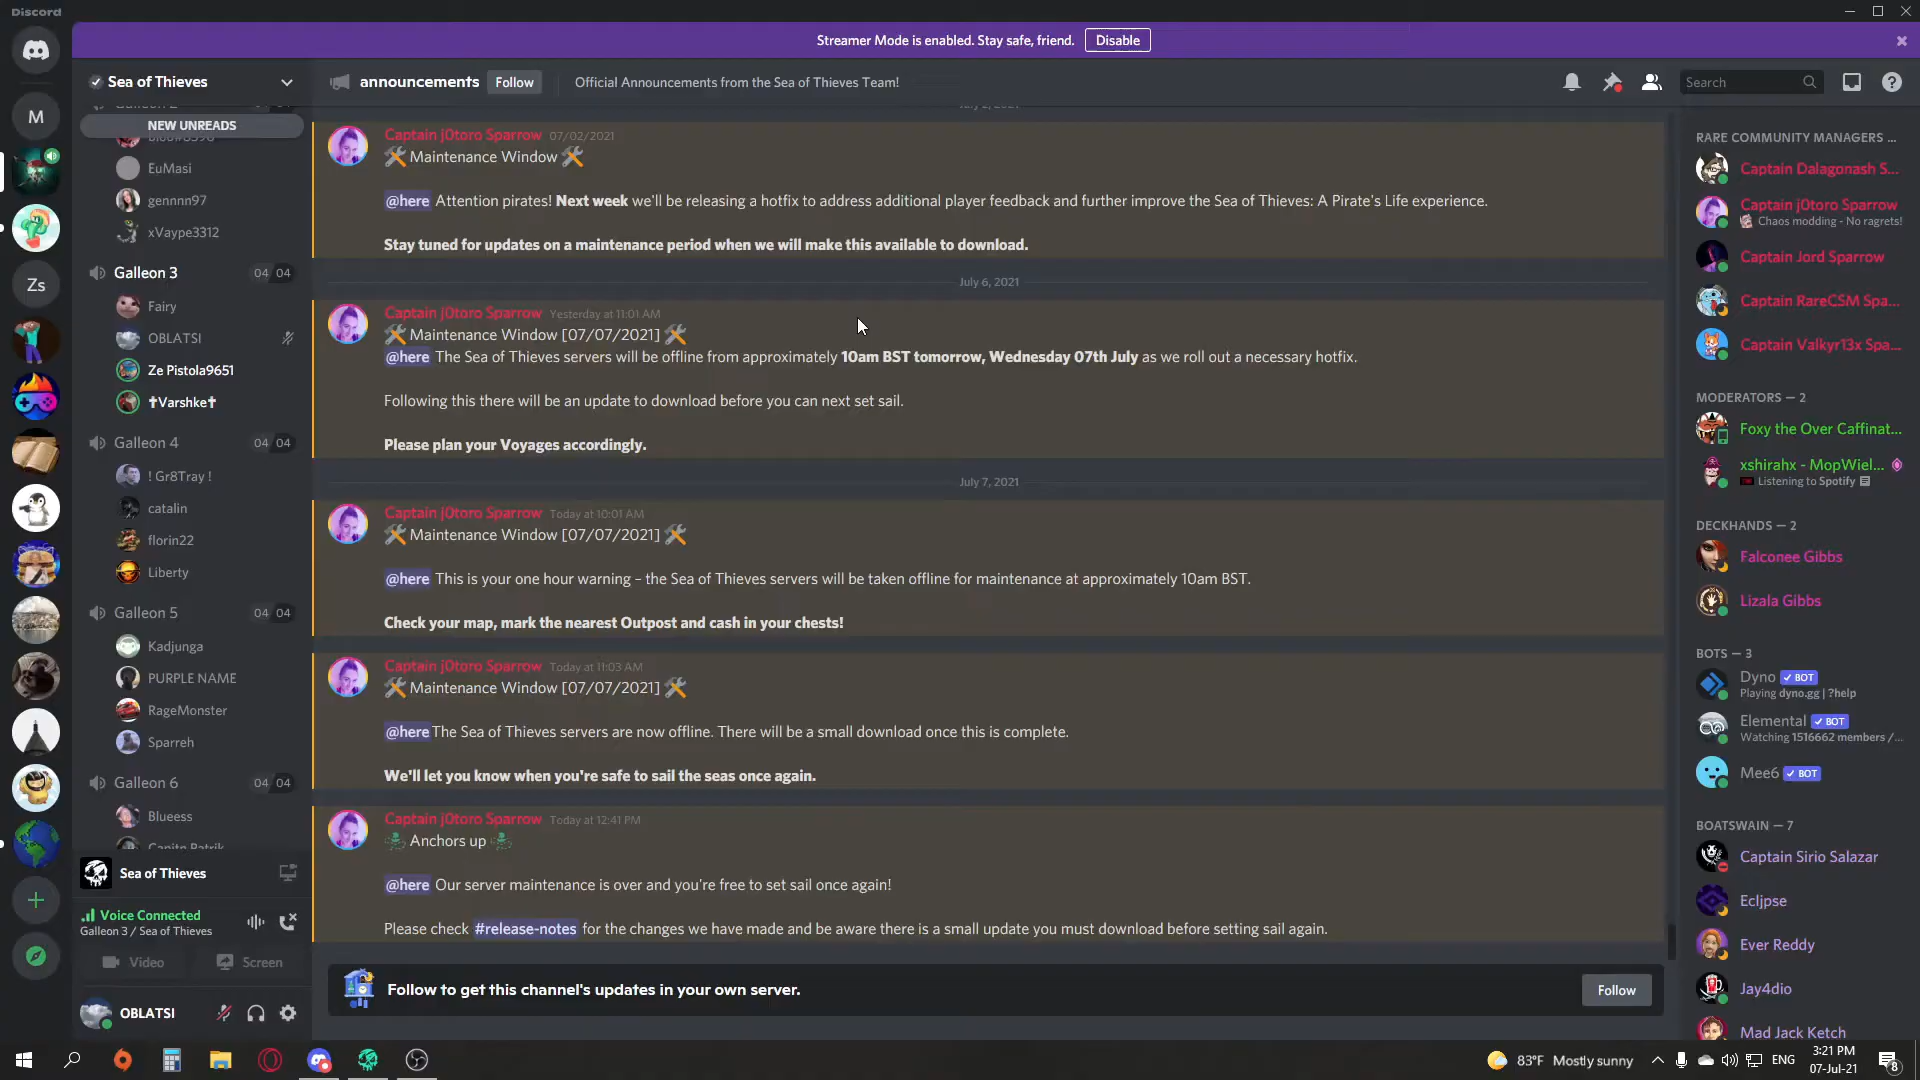 Discord
Streamer Mode is enabled. Stay safe, friend. Disable
Sea of Thieves
announcements Follow Official Announcements from the Sea of Thieves Team!
Search
M
Zs
04 04
NEW UNREADS
EuMasi
gennnn97
xVaype3312
Galleon 3 04 04
Fairy
OBLATSI
Ze Pistola9651
✝Varshke✝
Galleon 4 04 04
! Gr8Tray !
catalin
florin22
Liberty
Galleon 5 04 04
Kadjunga
PURPLE NAME
RageMonster
Sparreh
Galleon 6 04 04
Blueess
Capitn Patrik
Sea of Thieves
Voice Connected
Galleon 3 / Sea of Thieves
Video Screen
OBLATSI
July 2, 2021
Captain j0toro Sparrow 07/02/2021
Maintenance Window
@here Attention pirates! Next week we'll be releasing a hotfix to address additional player feedback and further improve the Sea of Thieves: A Pirate's Life experience.
Stay tuned for updates on a maintenance period when we will make this available to download.
July 6, 2021
Captain j0toro Sparrow Yesterday at 11:01 AM
Maintenance Window [07/07/2021]
@here The Sea of Thieves servers will be offline from approximately 10am BST tomorrow, Wednesday 07th July as we roll out a necessary hotfix.
Following this there will be an update to download before you can next set sail.
Please plan your Voyages accordingly.
July 7, 2021
Captain j0toro Sparrow Today at 10:01 AM
Maintenance Window [07/07/2021]
@here This is your one hour warning – the Sea of Thieves servers will be taken offline for maintenance at approximately 10am BST.
Check your map, mark the nearest Outpost and cash in your chests!
Captain j0toro Sparrow Today at 11:03 AM
Maintenance Window [07/07/2021]
@here The Sea of Thieves servers are now offline. There will be a small download once this is complete.
We'll let you know when you're safe to sail the seas once again.
Captain j0toro Sparrow Today at 12:41 PM
Anchors up
@here Our server maintenance is over and you're free to set sail once again!
Please check #release-notes for the changes we have made and be aware there is a small update you must download before setting sail again.
Follow to get this channel's updates in your own server. Follow
RARE COMMUNITY MANAGERS ...
Captain Dalagonash S...
Captain j0toro Sparrow
Chaos modding - No ragrets!
Captain Jord Sparrow
Captain RareCSM Spa...
Captain Valkyr13x Spa...
MODERATORS — 2
Foxy the Over Caffinat...
xshirahx - MopWiel...
Listening to Spotify
DECKHANDS — 2
Falconee Gibbs
Lizala Gibbs
BOTS — 3
Dyno BOT
Playing dyno.gg | ?help
Elemental BOT
Watching 1516662 members /...
Mee6 BOT
BOATSWAIN — 7
Captain Sirio Salazar
Ecljpse
Ever Reddy
Jay4dio
Mad Jack Ketch
83°F Mostly sunny ENG 3:21 PM
07-Jul-21
8